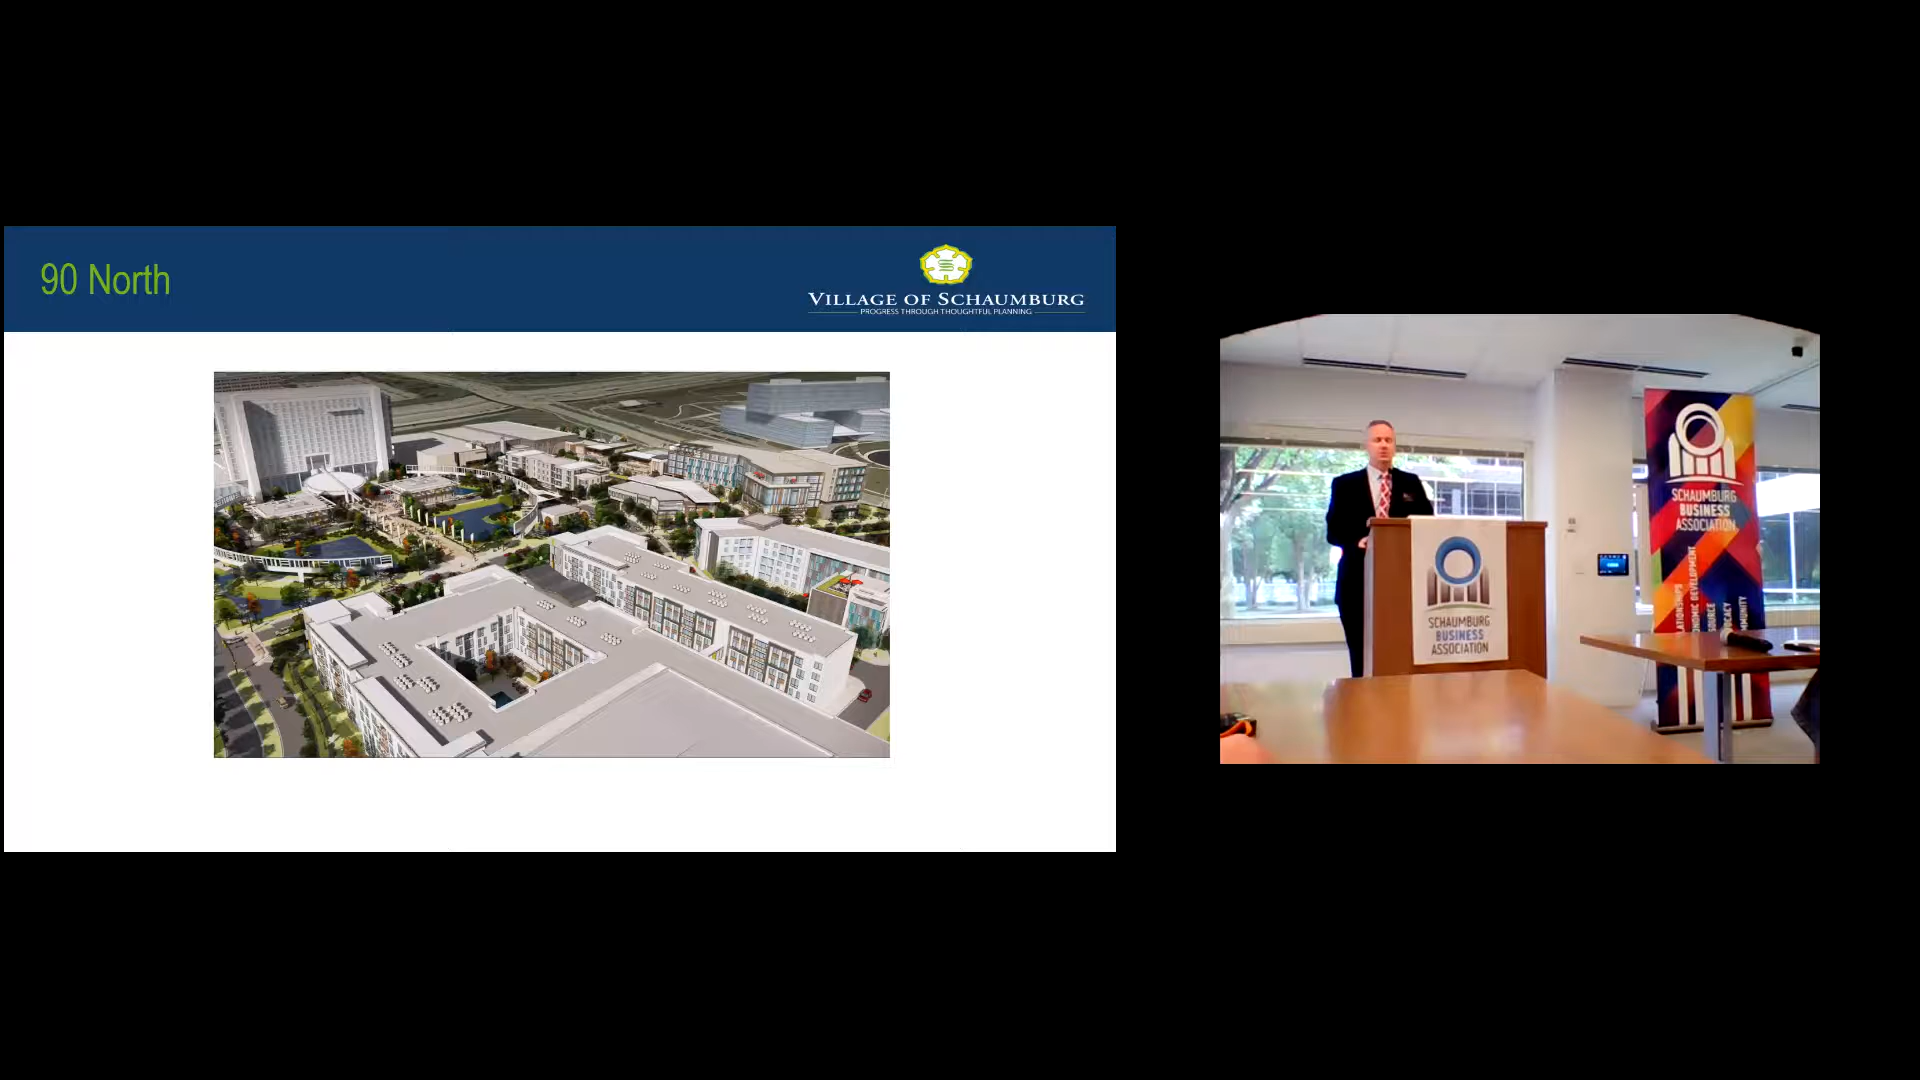 90 North
VILLAGE OF SCHAUMBURG
PROGRESS THROUGH THOUGHTFUL PLANNING
SCHAUMBURG
BUSINESS
ASSOCIATION
SCHAUMBURG
BUSINESS
ASSOCIATION